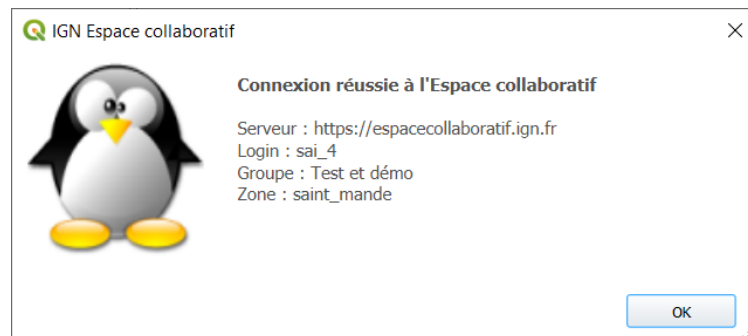 IGN Espace collaboratif
Connexion réussie à l'Espace collaboratif
Serveur : https://espacecollaboratif.ign.fr
Login : sai_4
Groupe : Test et démo
Zone : saint_mande
OK